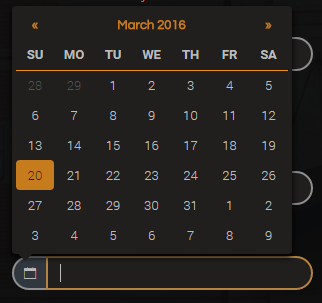 « March 2016 »
SU MO TU WE TH FR SA
28 29 1 2 3 4 5
6 7 8 9 10 11 12
13 14 15 16 17 18 19
20 21 22 23 24 25 26
27 28 29 30 31 1 2
3 4 5 6 7 8 9